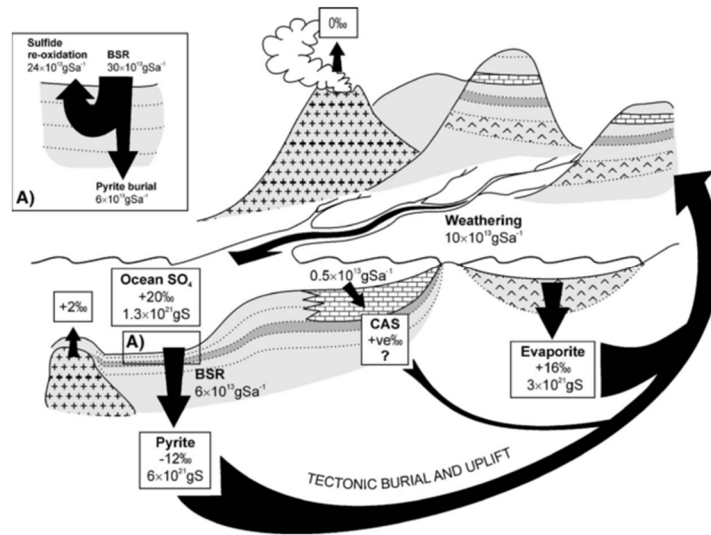 Sulfide
re-oxidation
24×10¹³gSa⁻¹
BSR
30×10¹³gSa⁻¹
Pyrite burial
6×10¹³gSa⁻¹
A)
0‰
Weathering
10×10¹³gSa⁻¹
Ocean SO₄
+20‰
1.3×10²¹gS
+2‰
A)
0.5×10¹³gSa⁻¹
CAS
+ve‰
?
BSR
6×10¹³gSa⁻¹
Evaporite
+16‰
3×10²¹gS
Pyrite
-12‰
6×10²¹gS
TECTONIC BURIAL AND UPLIFT